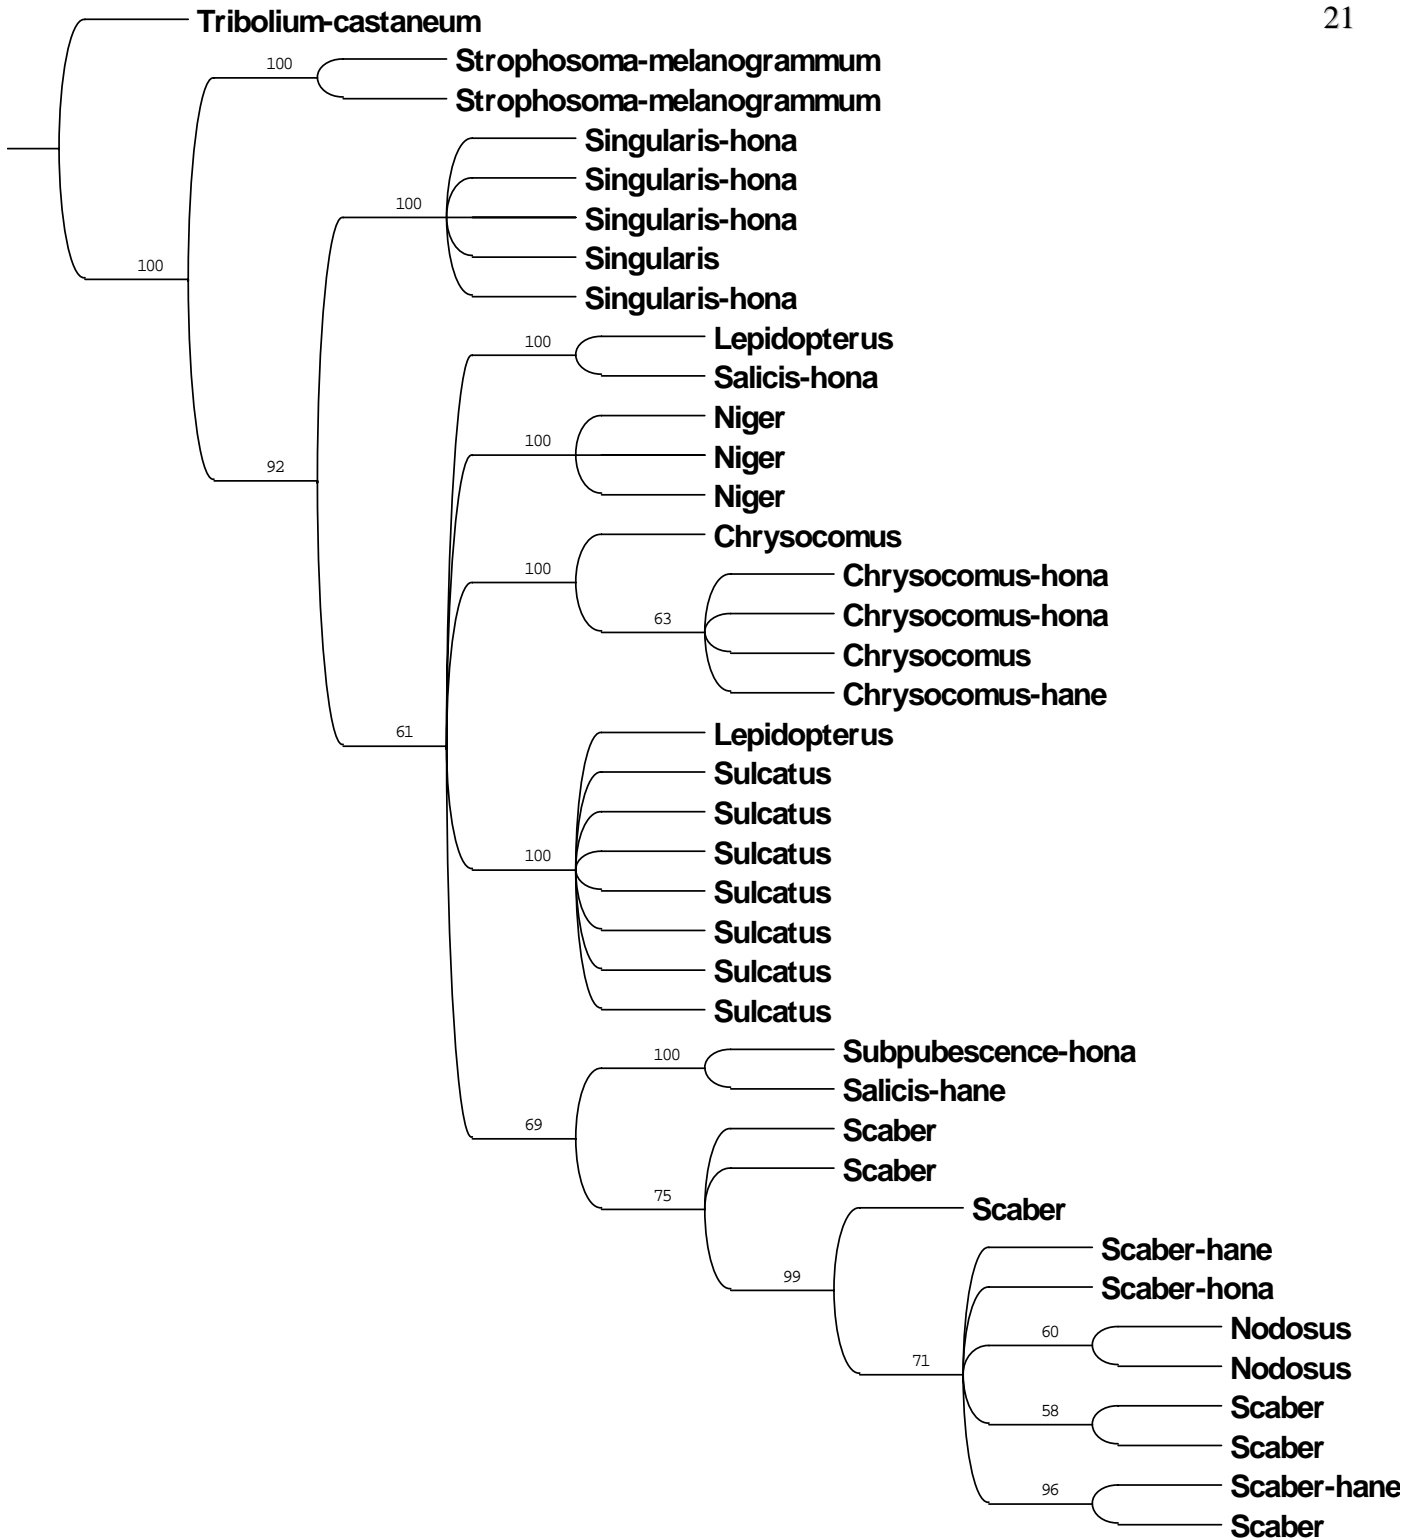 21
Tribolium-castaneum
100
Strophosoma-melanogrammum
Strophosoma-melanogrammum
Singularis-hona
Singularis-hona
100
Singularis-hona
Singularis
100
Singularis-hona
100
Lepidopterus
Salicis-hona
Niger
100
Niger
92
Niger
Chrysocomus
100
Chrysocomus-hona
63
Chrysocomus-hona
Chrysocomus
Chrysocomus-hane
61
Lepidopterus
Sulcatus
Sulcatus
100
Sulcatus
Sulcatus
Sulcatus
Sulcatus
Sulcatus
100
Subpubescence-hona
Salicis-hane
69
Scaber
Scaber
75
Scaber
Scaber-hane
99
Scaber-hona
60
Nodosus
71
Nodosus
58
Scaber
Scaber
96
Scaber-hane
Scaber